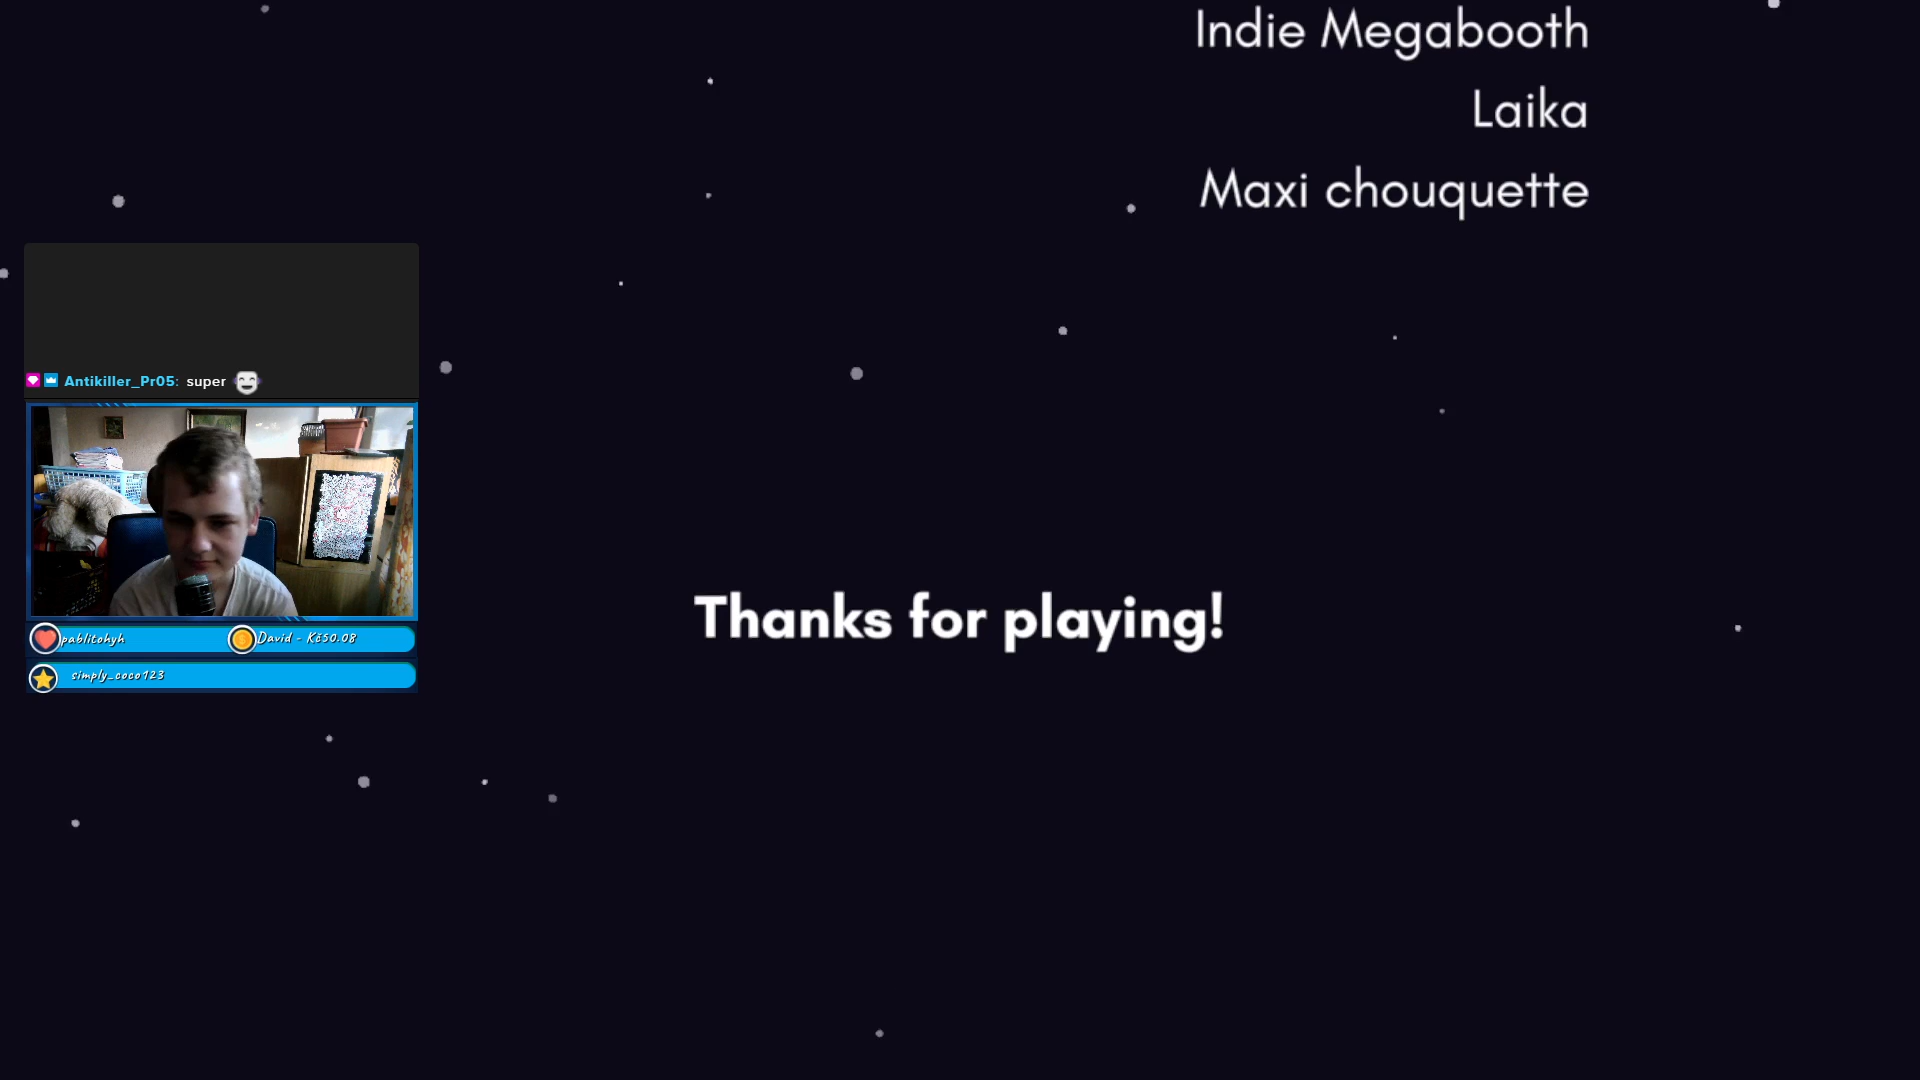 Indie Megabooth
Laika
Maxi chouquette
Antikiller_Pr05: super
Thanks for playing!
pablitohyh
David - Kč50.08
simply_coco123